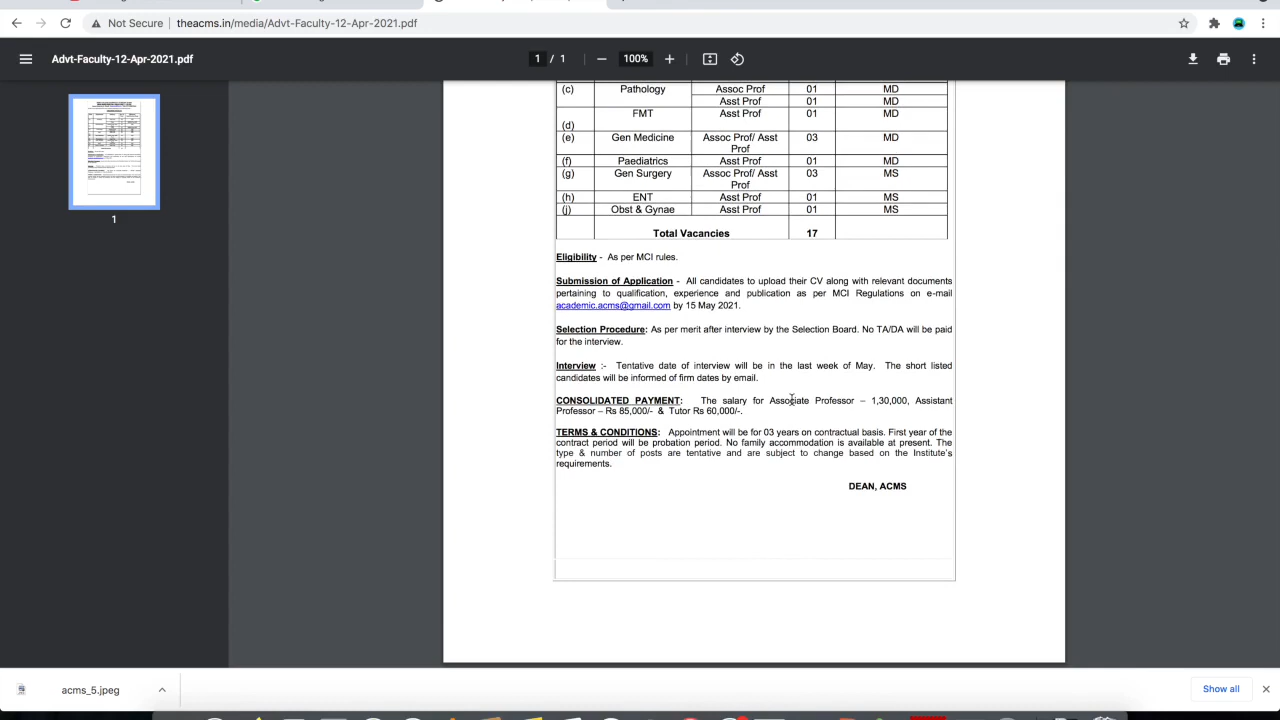 Not Secure | theacms.in/media/Advt-Faculty-12-Apr-2021.pdf
Advt-Faculty-12-Apr-2021.pdf
1 / 1
100%
1
(c) Pathology Assoc Prof 01 MD
Asst Prof 01 MD
FMT Asst Prof 01 MD
(d)
(e) Gen Medicine Assoc Prof/ Asst 03 MD
Prof
(f) Paediatrics Asst Prof 01 MD
(g) Gen Surgery Assoc Prof/ Asst 03 MS
Prof
(h) ENT Asst Prof 01 MS
(j) Obst & Gynae Asst Prof 01 MS
Total Vacancies 17
Eligibility - As per MCI rules.
Submission of Application - All candidates to upload their CV along with relevant documents
pertaining to qualification, experience and publication as per MCI Regulations on e-mail
academic.acms@gmail.com by 15 May 2021.
Selection Procedure: As per merit after interview by the Selection Board. No TA/DA will be paid
for the interview.
Interview :- Tentative date of interview will be in the last week of May. The short listed
candidates will be informed of firm dates by email.
CONSOLIDATED PAYMENT: The salary for Associate Professor – 1,30,000, Assistant
Professor – Rs 85,000/- & Tutor Rs 60,000/-.
TERMS & CONDITIONS: Appointment will be for 03 years on contractual basis. First year of the
contract period will be probation period. No family accommodation is available at present. The
type & number of posts are tentative and are subject to change based on the Institute's
requirements.
DEAN, ACMS
acms_5.jpeg
Show all